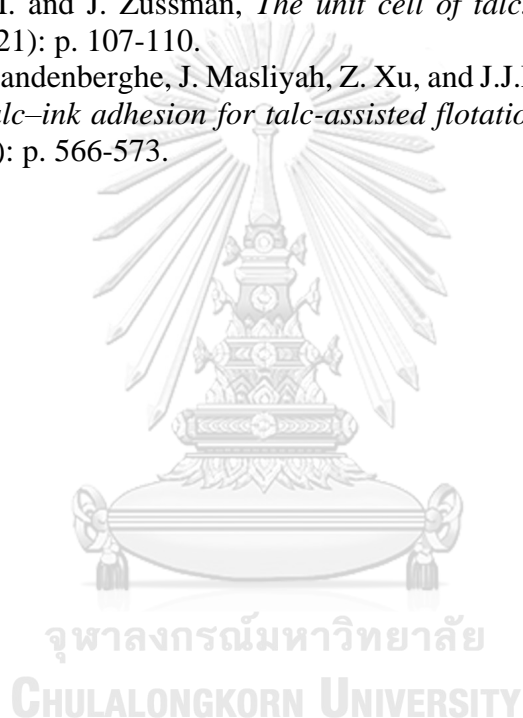 I. and J. Zussman, The unit cell of talc.
21): p. 107-110.
andenberghe, J. Masliyah, Z. Xu, and J.J.
alc–ink adhesion for talc-assisted flotatio
): p. 566-573.
จุฬาลงกรณ์มหาวิทยาลัย
CHULALONGKORN UNIVERSITY